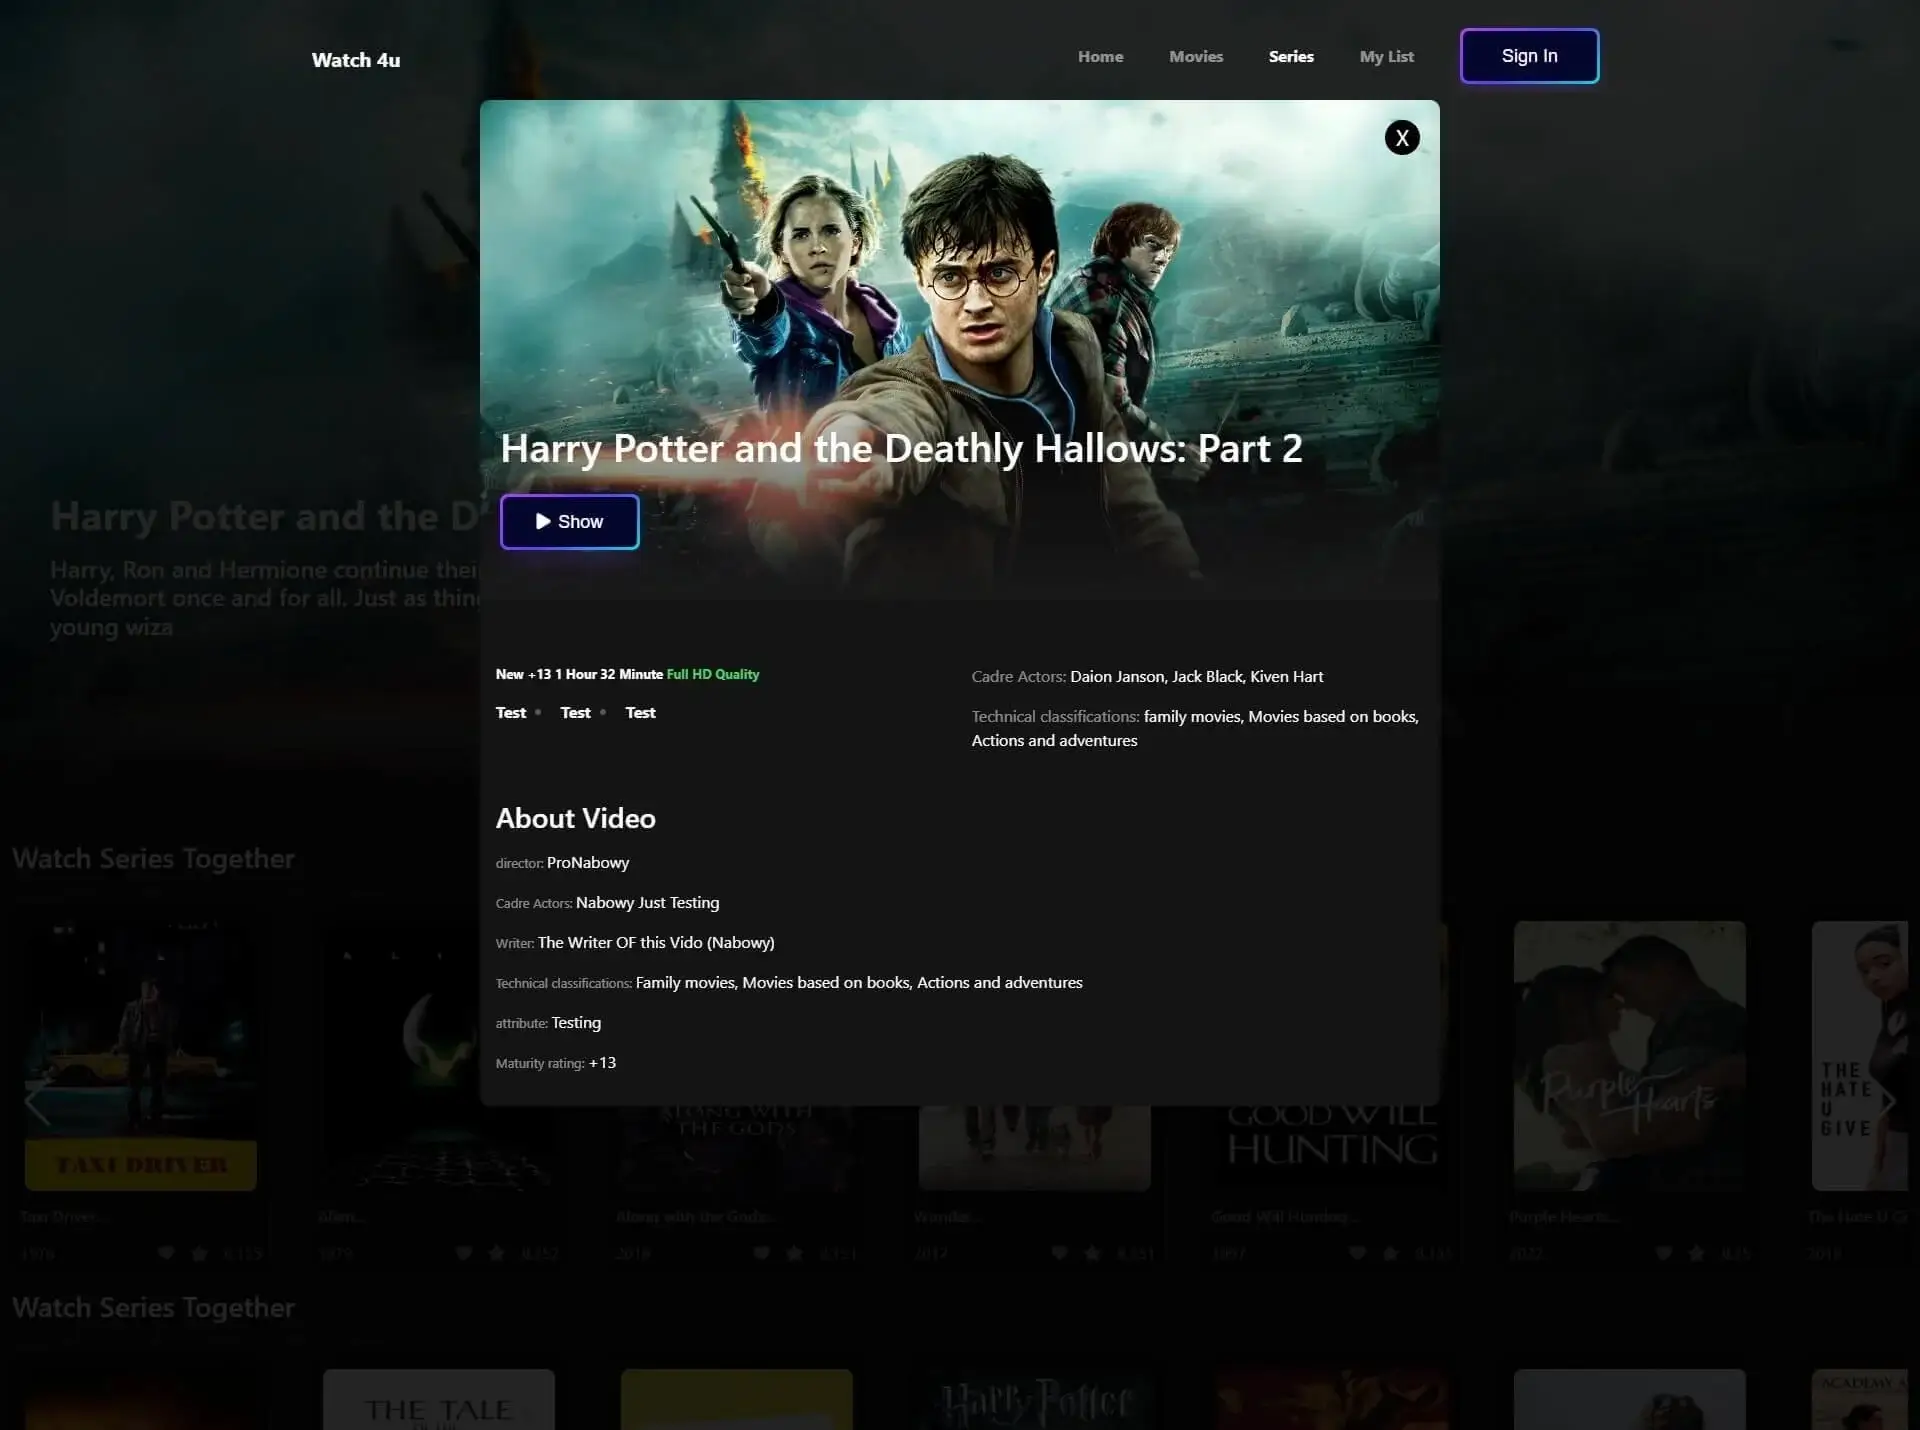 Watch 4u
Home Movies Series My List Sign In
X
Harry Potter and the Deathly Hallows: Part 2
Show
Harry Potter and the D
Harry, Ron and Hermione continue thei
Voldemort once and for all. Just as thing
young wiza
New +13 1 Hour 32 Minute Full HD Quality
Test • Test • Test
Cadre Actors: Daion Janson, Jack Black, Kiven Hart
Technical classifications: family movies, Movies based on books,
Actions and adventures
About Video
director: ProNabowy
Cadre Actors: Nabowy Just Testing
Writer: The Writer OF this Vido (Nabowy)
Technical classifications: Family movies, Movies based on books, Actions and adventures
attribute: Testing
Maturity rating: +13
Watch Series Together
TAXI DRIVER
ALONG WITH
THE GODS
GOOD WILL
HUNTING
Purple Hearts
THE
HATE
U
GIVE
Taxi Driver...
Alien...
Along with the Gods:...
Wonder...
Good Will Hunting...
Purple Hearts...
The Hate U G
1976
1979
2018
2017
1997
2022
2018
Watch Series Together
THE TALE
Harry Potter
ACADEMY A